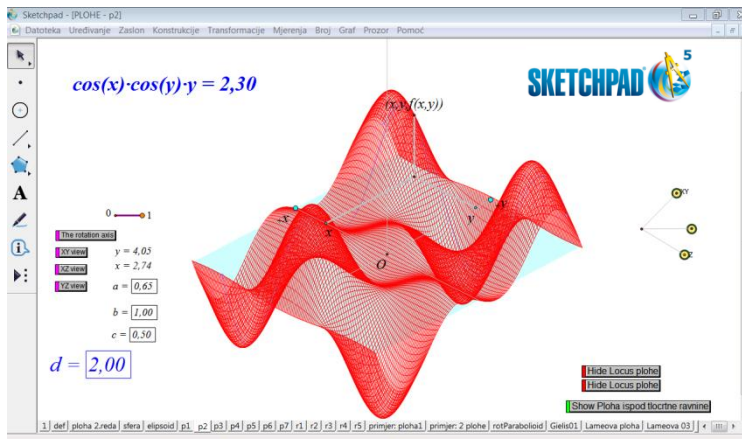 Sketchpad - [PLOHE - p2]
Datoteka Uređivanje Zaslon Konstrukcije Transformacije Mjerenja Broj Graf Prozor Pomoć
cos(x)·cos(y)·y = 2,30
SKETCHPAD 5
(x,y,f(x,y))
XY
x
x
y
0 1
The rotation axis
XY view
y = 4,05
XZ view
x = 2,74
YZ view
a = 0,65
O
b = 1,00
c = 0,50
d = 2,00
A
Hide Locus plohe
Hide Locus plohe
Show Ploha ispod tlocrtne ravnine
1 def ploha 2.reda sfera elipsoid p1 p2 p3 p4 p5 p6 p7 r1 r2 r3 r4 r5 primjer: ploha1 primjer: 2 plohe rotParabolioid Gielis01 Lameova ploha Lameova 03